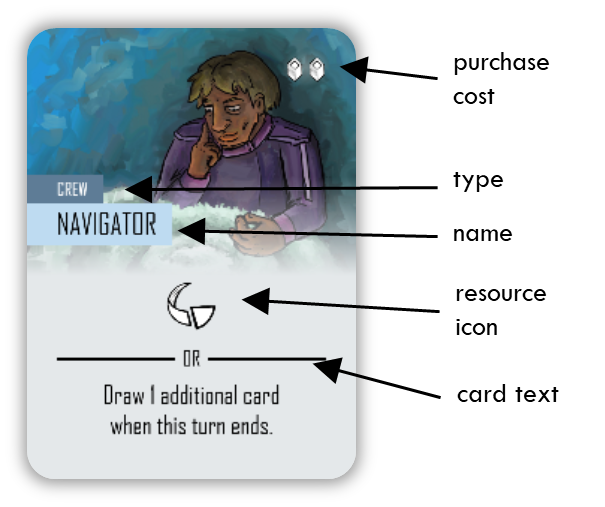 purchase
cost
CREW
type
NAVIGATOR
name
resource
icon
OR
card text
Draw 1 additional card
when this turn ends.